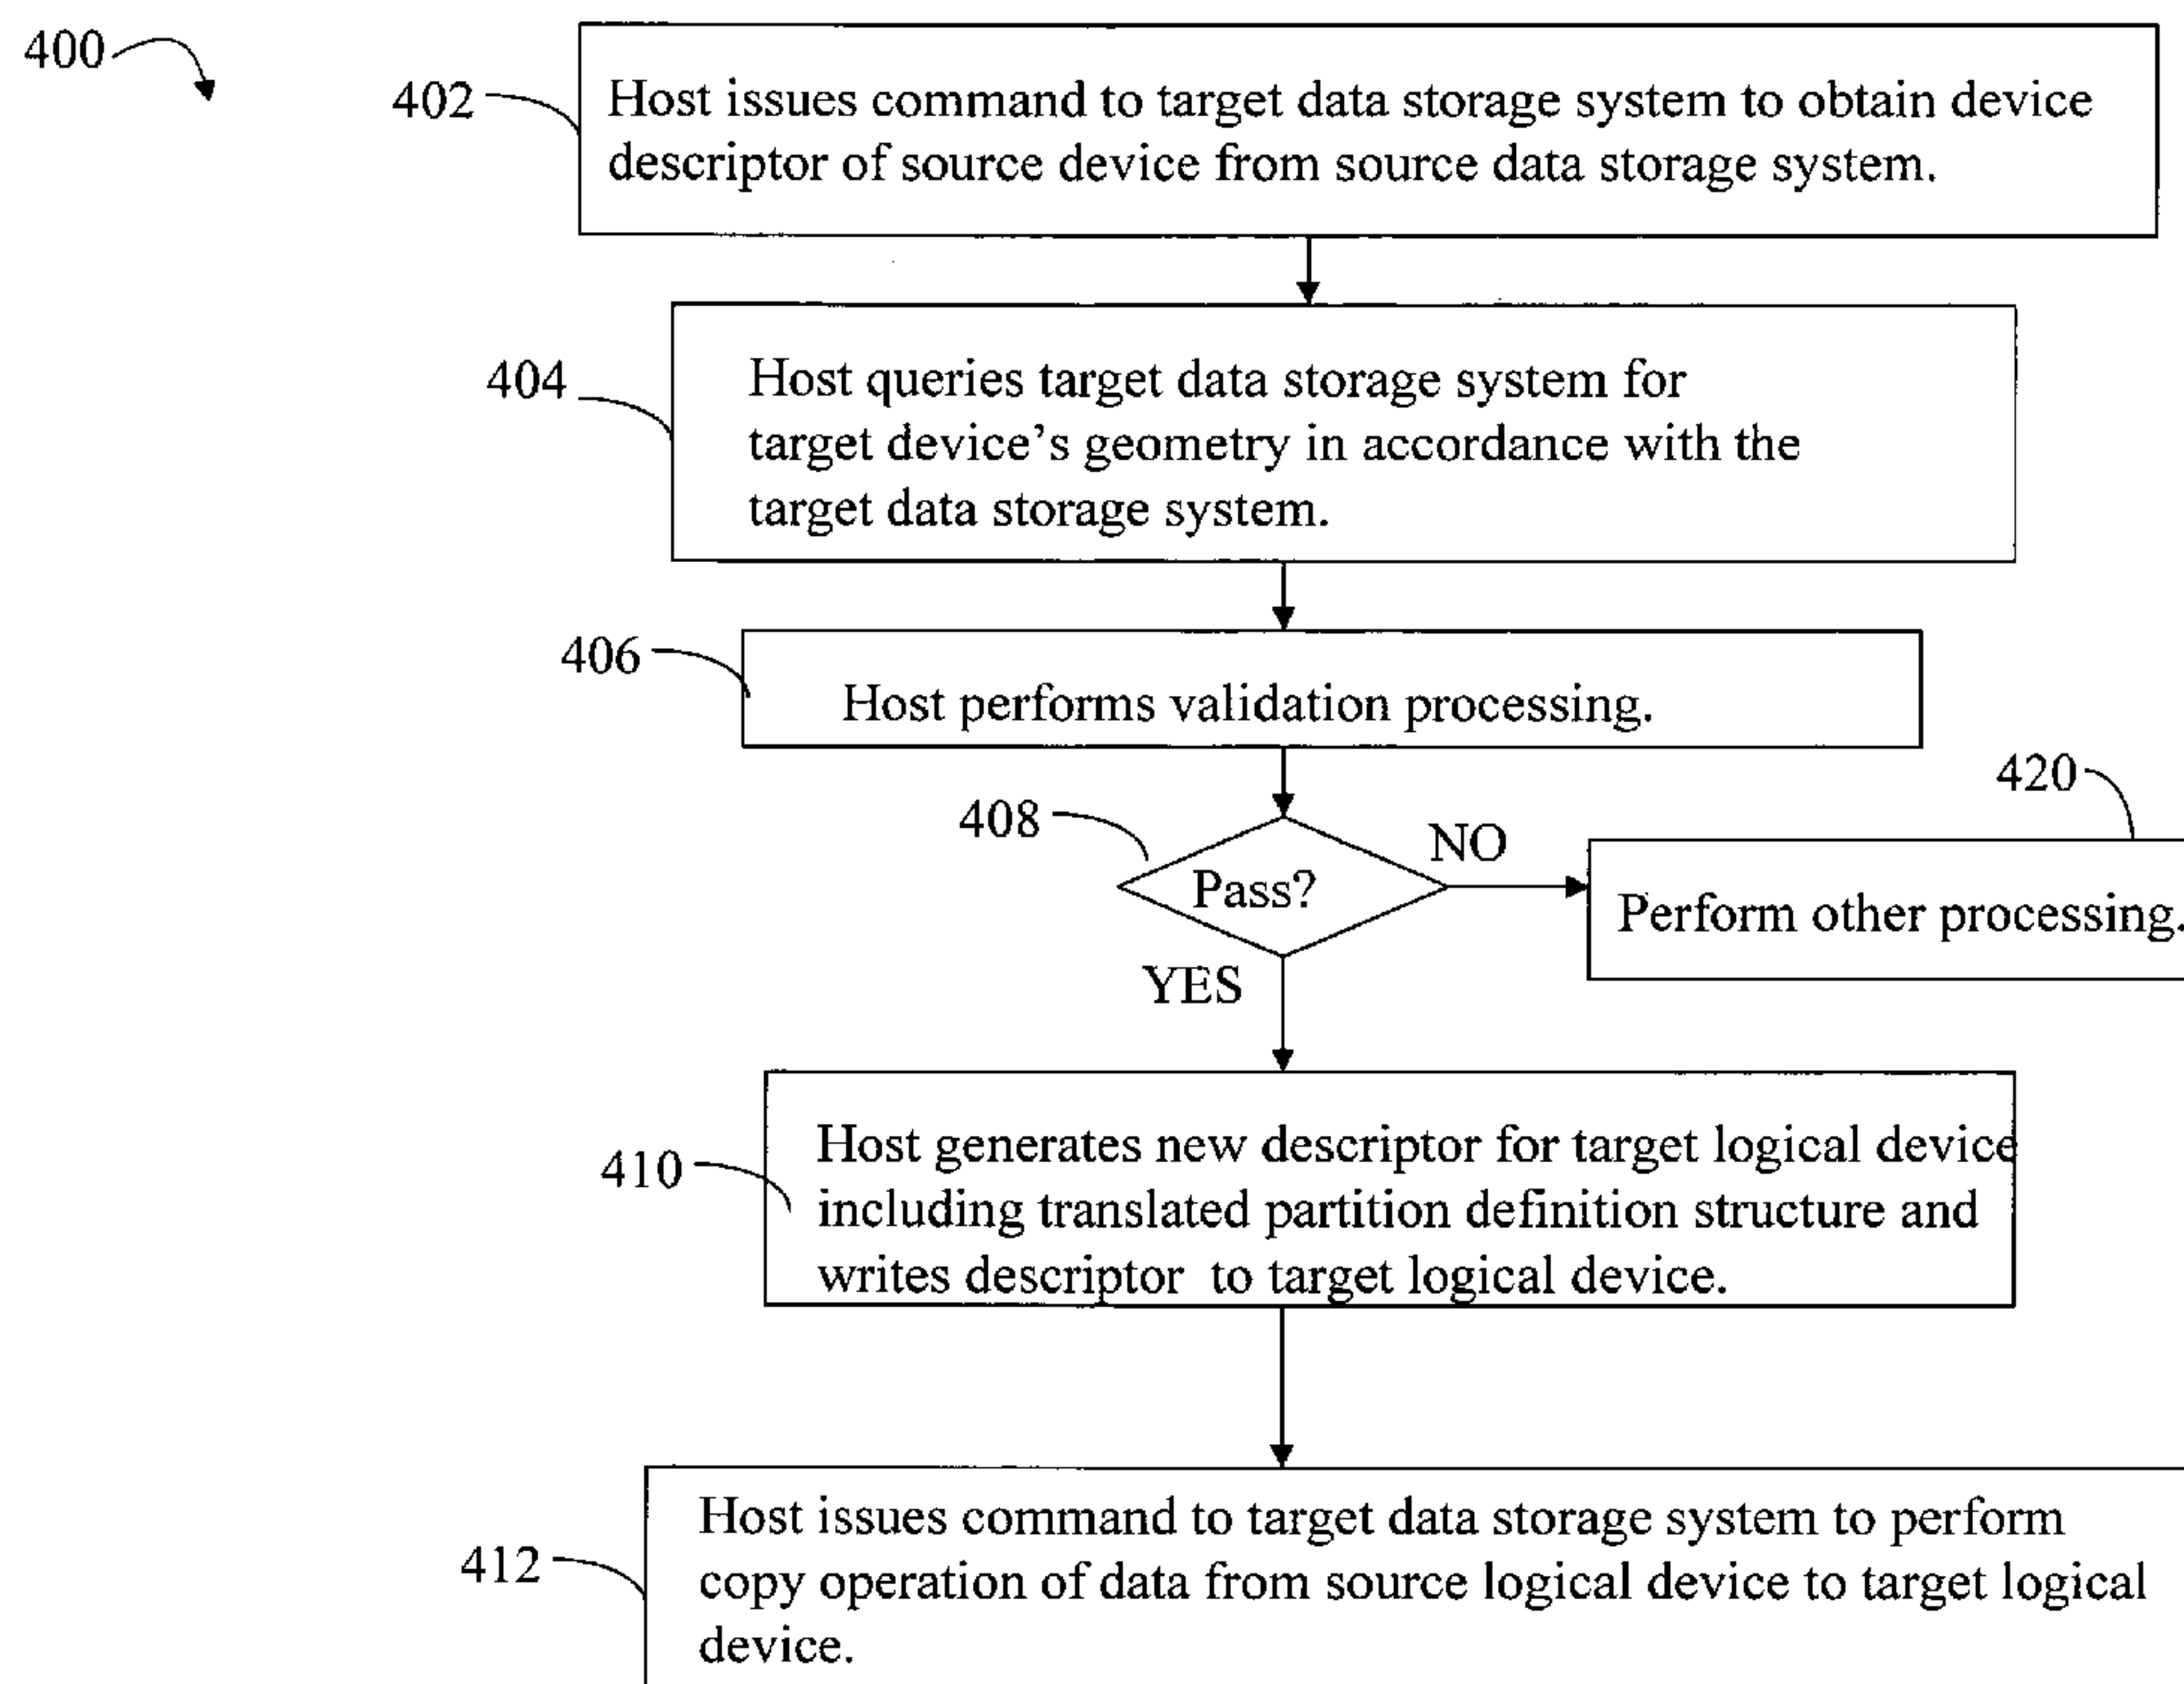 400
402
Host issues command to target data storage system to obtain device
descriptor of source device from source data storage system.
404
Host queries target data storage system for
target device’s geometry in accordance with the
target data storage system.
406
Host performs validation processing.
408
Pass?
NO
420
Perform other processing.
YES
410
Host generates new descriptor for target logical device
including translated partition definition structure and
writes descriptor to target logical device.
412
Host issues command to target data storage system to perform
copy operation of data from source logical device to target logical
device.